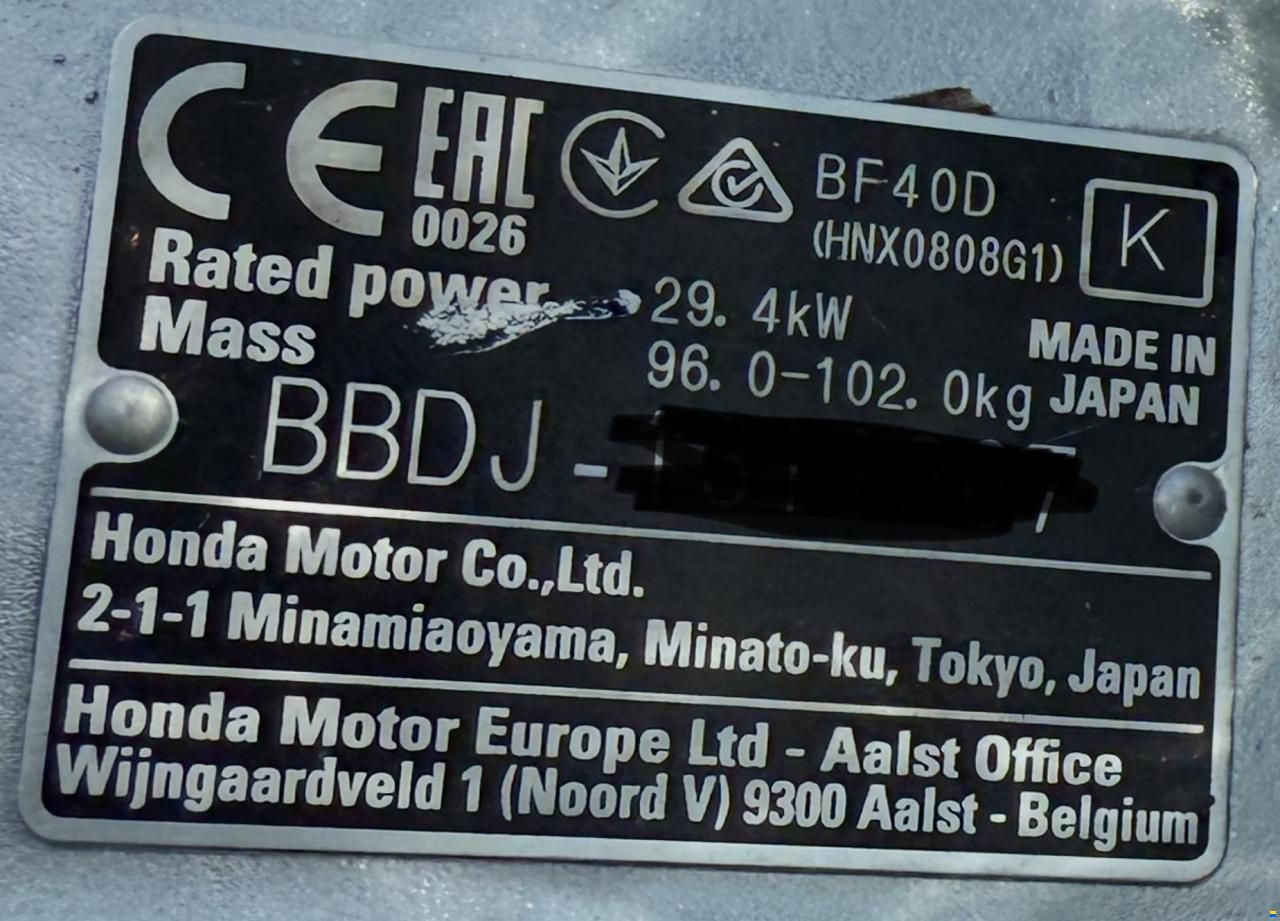 CE EAC BF40D K
0026 (HNX0808G1)
Rated power 29.4kW
Mass 96.0-102.0kg
MADE IN
JAPAN
BBDJ-
Honda Motor Co.,Ltd.
2-1-1 Minamiaoyama, Minato-ku, Tokyo, Japan
Honda Motor Europe Ltd - Aalst Office
Wijngaardveld 1 (Noord V) 9300 Aalst - Belgium